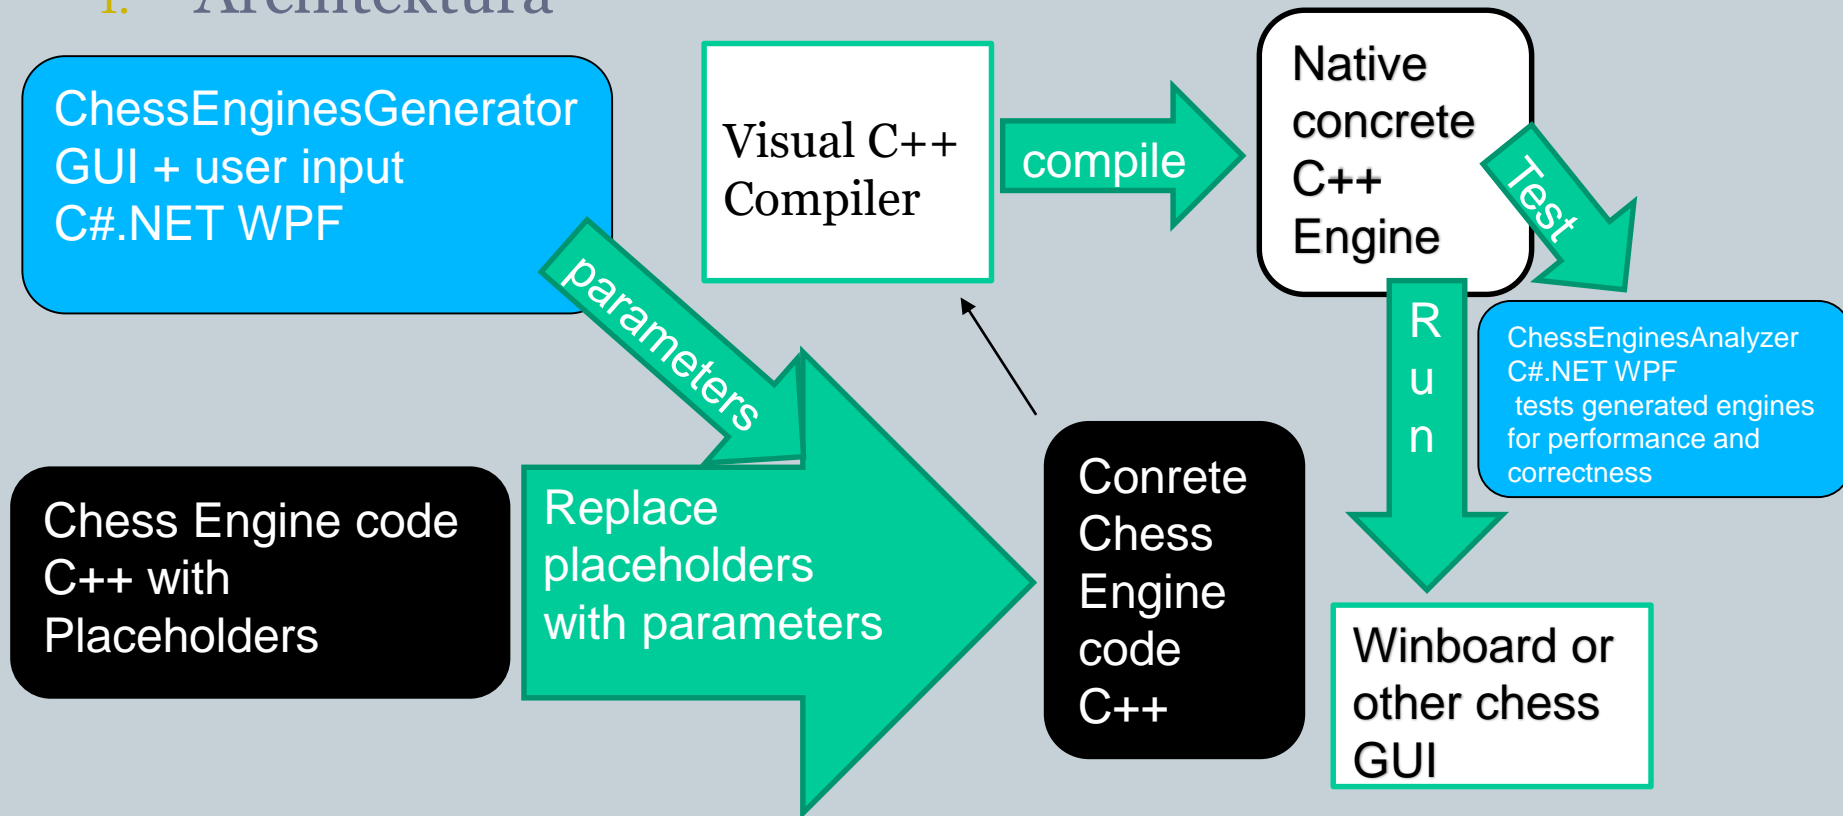 1. Architektura
ChessEnginesGenerator
GUI + user input
C#.NET WPF
parameters
Chess Engine code
C++ with
Placeholders
Replace
placeholders
with parameters
Conrete
Chess
Engine
code
C++
Visual C++
Compiler
compile
Native
concrete
C++
Engine
Test
R
u
n
ChessEnginesAnalyzer
C#.NET WPF
tests generated engines
for performance and
correctness
Winboard or
other chess
GUI